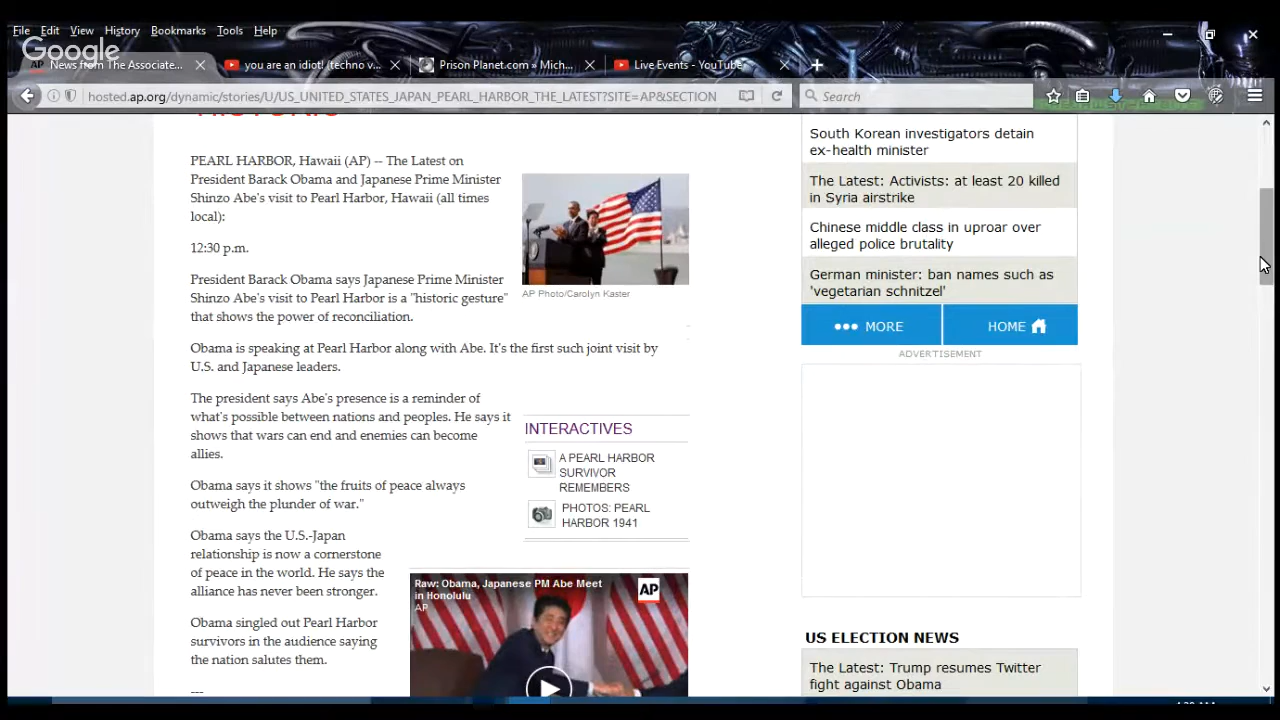 File Edit View History Bookmarks Tools Help
Google
AP News from The Associate...
you are an idiot! (techno v...
Prison Planet.com » Mich...
Live Events - YouTube
hosted.ap.org/dynamic/stories/U/US_UNITED_STATES_JAPAN_PEARL_HARBOR_THE_LATEST?SITE=AP&SECTION
Search
HISTORIC
PEARL HARBOR, Hawaii (AP) -- The Latest on
President Barack Obama and Japanese Prime Minister
Shinzo Abe's visit to Pearl Harbor, Hawaii (all times
local):
12:30 p.m.
President Barack Obama says Japanese Prime Minister
Shinzo Abe's visit to Pearl Harbor is a "historic gesture"
that shows the power of reconciliation.
AP Photo/Carolyn Kaster
Obama is speaking at Pearl Harbor along with Abe. It's the first such joint visit by
U.S. and Japanese leaders.
The president says Abe's presence is a reminder of
what's possible between nations and peoples. He says it
shows that wars can end and enemies can become
allies.
Obama says it shows "the fruits of peace always
outweigh the plunder of war."
Obama says the U.S.-Japan
relationship is now a cornerstone
of peace in the world. He says the
alliance has never been stronger.
Obama singled out Pearl Harbor
survivors in the audience saying
the nation salutes them.
---
INTERACTIVES
A PEARL HARBOR
SURVIVOR
REMEMBERS
PHOTOS: PEARL
HARBOR 1941
Raw: Obama, Japanese PM Abe Meet
in Honolulu
AP
AP
South Korean investigators detain
ex-health minister
The Latest: Activists: at least 20 killed
in Syria airstrike
Chinese middle class in uproar over
alleged police brutality
German minister: ban names such as
'vegetarian schnitzel'
MORE
HOME
ADVERTISEMENT
US ELECTION NEWS
The Latest: Trump resumes Twitter
fight against Obama